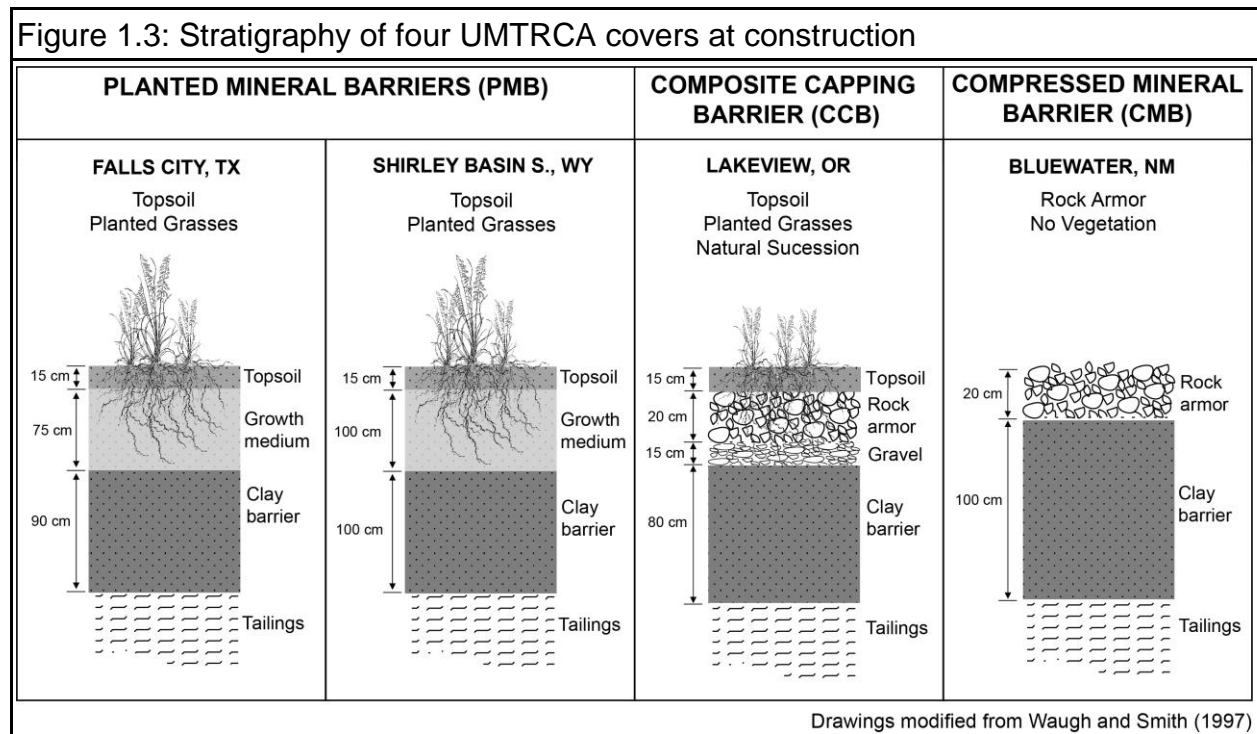 Figure 1.3: Stratigraphy of four UMTRCA covers at construction
PLANTED MINERAL BARRIERS (PMB)
COMPOSITE CAPPING
BARRIER (CCB)
COMPRESSED MINERAL
BARRIER (CMB)
FALLS CITY, TX
Topsoil
Planted Grasses
15 cm
Topsoil
75 cm
Growth
medium
90 cm
Clay
barrier
Tailings
SHIRLEY BASIN S., WY
Topsoil
Planted Grasses
15 cm
Topsoil
100 cm
Growth
medium
100 cm
Clay
barrier
Tailings
LAKEVIEW, OR
Topsoil
Planted Grasses
Natural Sucession
15 cm
Topsoil
20 cm
Rock
armor
15 cm
Gravel
80 cm
Clay
barrier
Tailings
BLUEWATER, NM
Rock Armor
No Vegetation
20 cm
Rock
armor
100 cm
Clay
barrier
Tailings
Drawings modified from Waugh and Smith (1997)